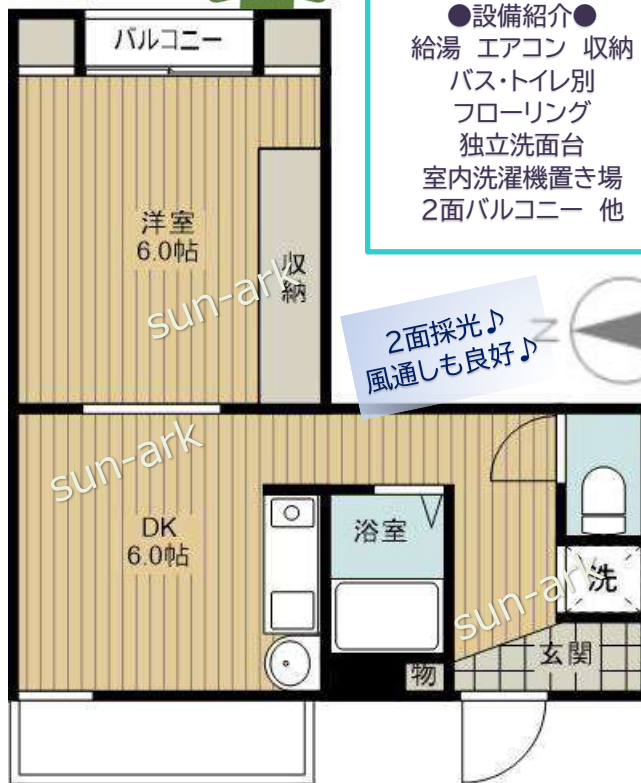 ●設備紹介●
給湯 エアコン 収納
バス・トイレ別
フローリング
独立洗面台
室内洗濯機置き場
2面バルコニー 他
バルコニー
洋室
6.0帖
収納
sun-ark
2面採光♪
風通しも良好♪
N
sun-ark
DK
6.0帖
浴室
洗
sun-ark
玄関
物